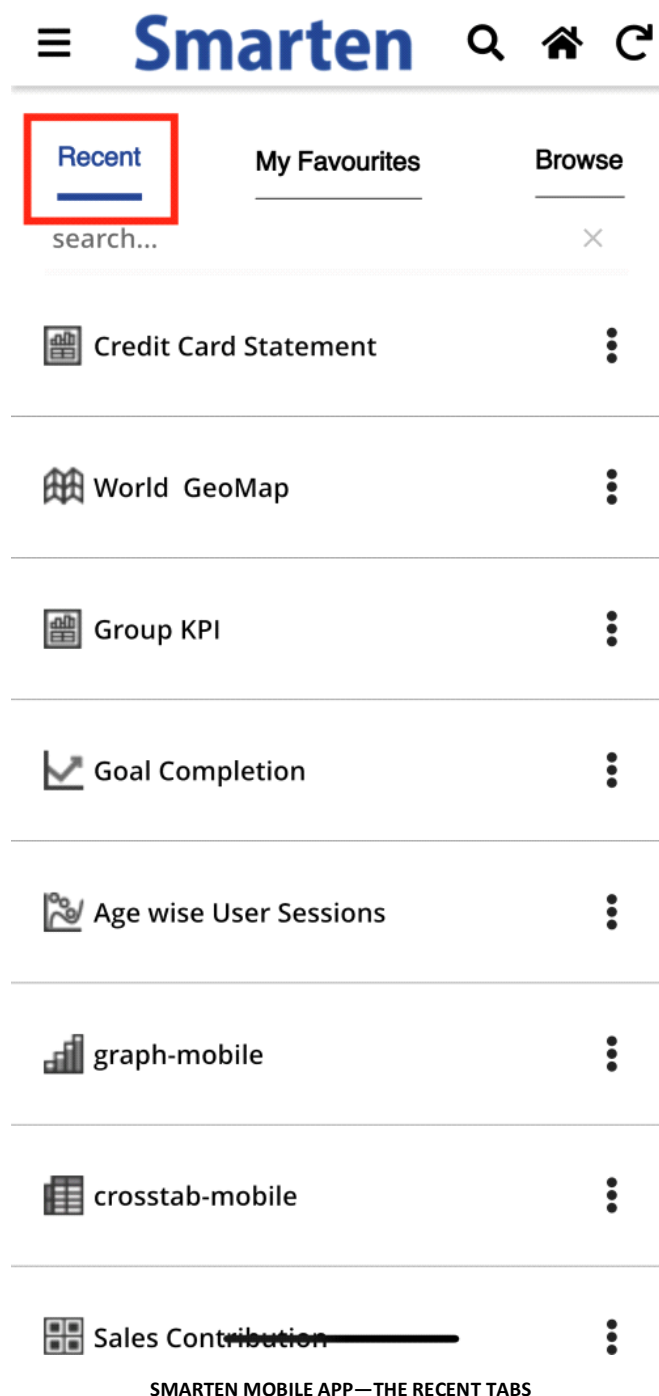 Smarten
Recent My Favourites Browse
search...
Credit Card Statement
World GeoMap
Group KPI
Goal Completion
Age wise User Sessions
graph-mobile
crosstab-mobile
Sales Contribution
SMARTEN MOBILE APP—THE RECENT TABS